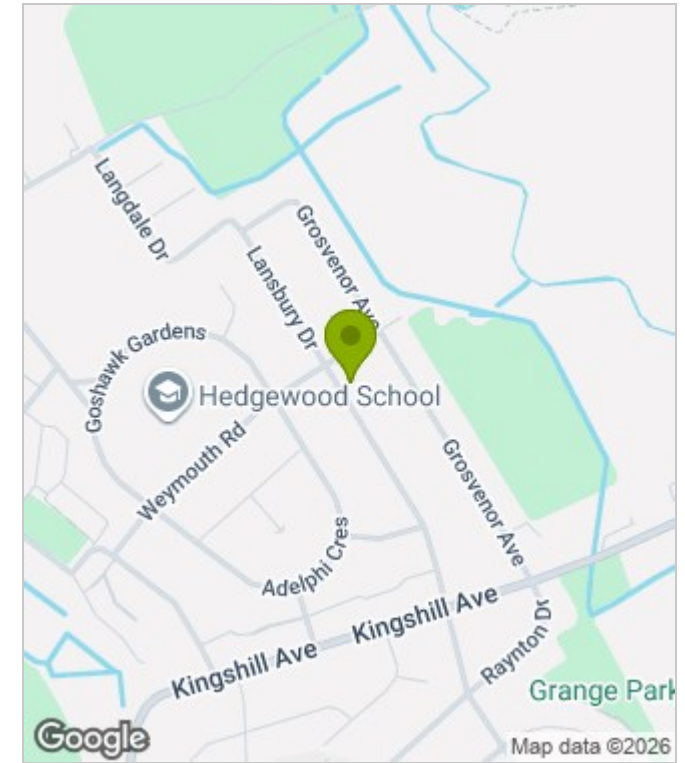 Langdale Dr
Grosvenor Ave
Lansbury Dr
Goshawk Gardens
Hedgewood School
Weymouth Rd
Grosvenor Ave
Adelphi Cres
Kingshill Ave
Kingshill Ave
Raynton Dr
Grange Park
Google
Map data ©2026